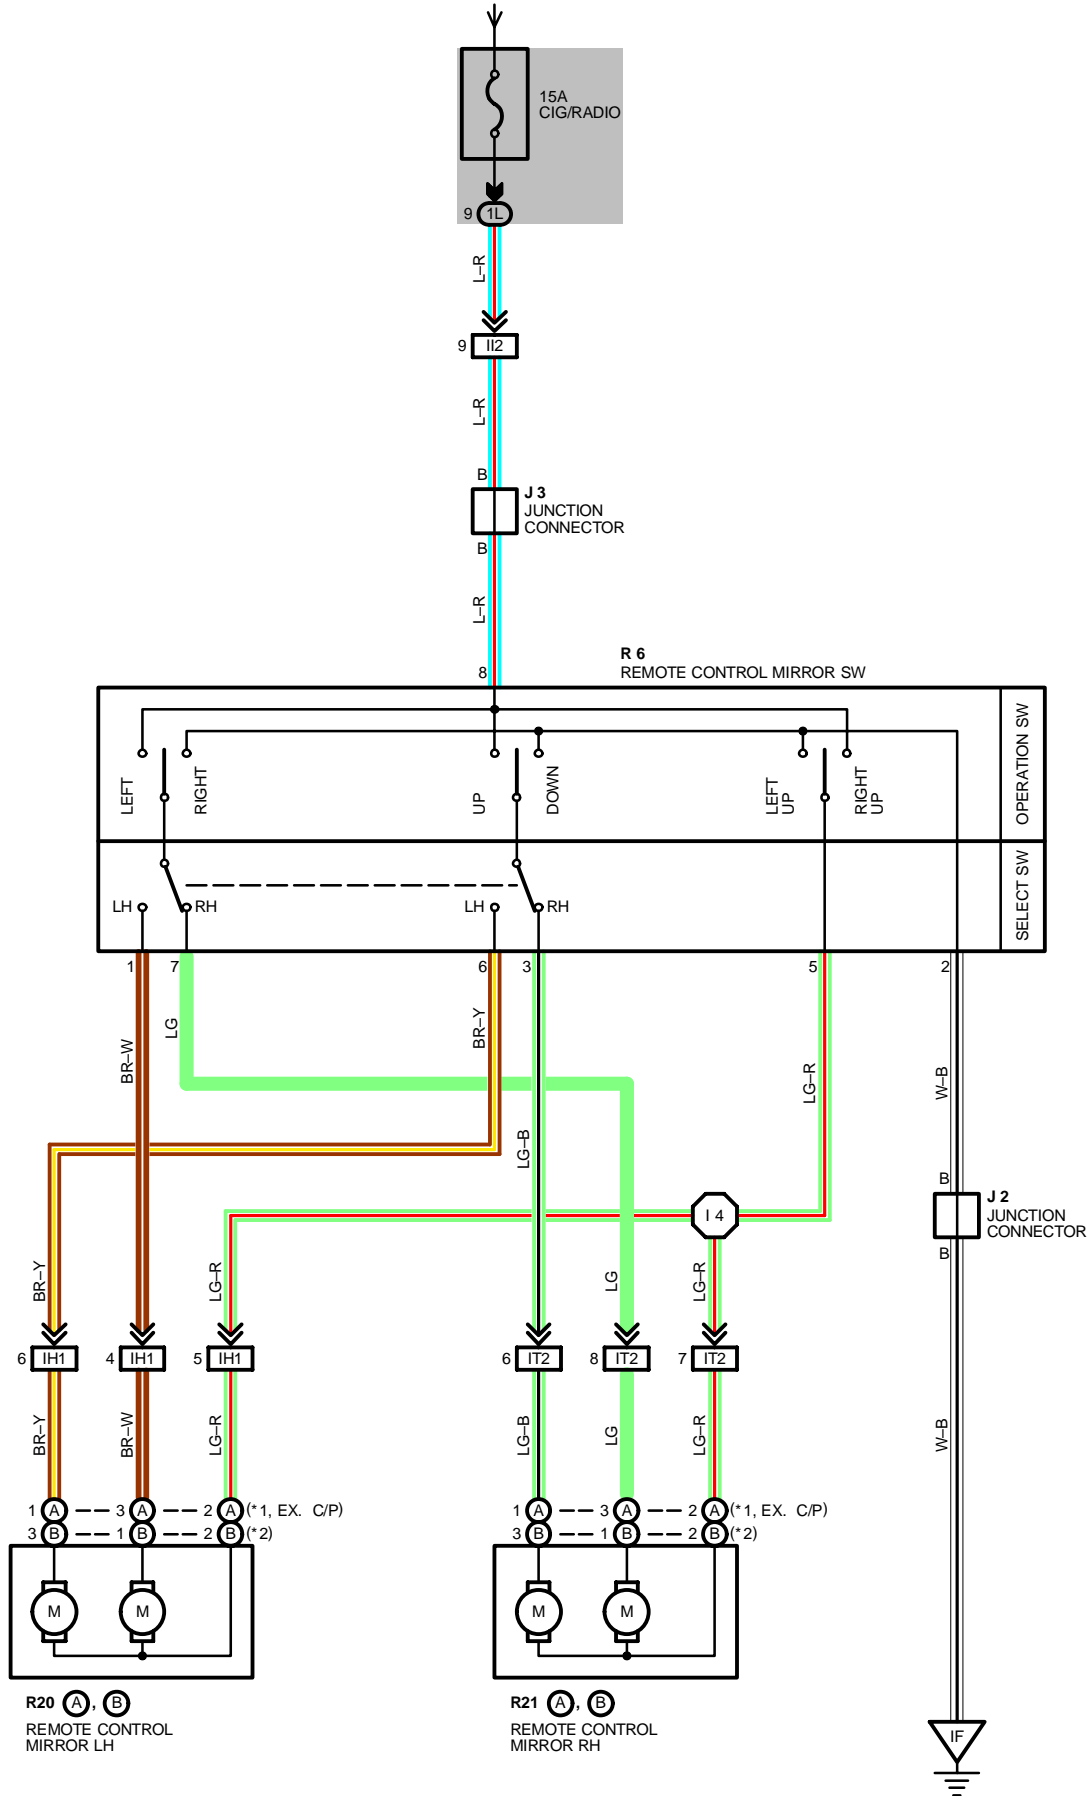 15A
CIG/RADIO
9 1L
L–R
9 II2
L–R
B
J 3
JUNCTION
CONNECTOR
B
L–R
R 6
8 REMOTE CONTROL MIRROR SW
LEFT
RIGHT
UP
DOWN
LEFT
UP
RIGHT
UP
OPERATION SW
LH RH
LH RH
SELECT SW
1 7 6 3 5 2
BR–W
LG
BR–Y
LG–B
LG–R
W–B
B
J 2
JUNCTION
CONNECTOR
B
I 4
BR–Y
LG–R
LG
LG–R
6 IH1 4 IH1 5 IH1 6 IT2 8 IT2 7 IT2
BR–Y
BR–W
LG–R
LG–B
LG
LG–R
W–B
1 A 3 A 2 A (*1, EX. C/P)
3 B 1 B 2 B (*2)
1 A 3 A 2 A (*1, EX. C/P)
3 B 1 B 2 B (*2)
M M
M M
R20 A , B
REMOTE CONTROL
MIRROR LH
R21 A , B
REMOTE CONTROL
MIRROR RH
IF